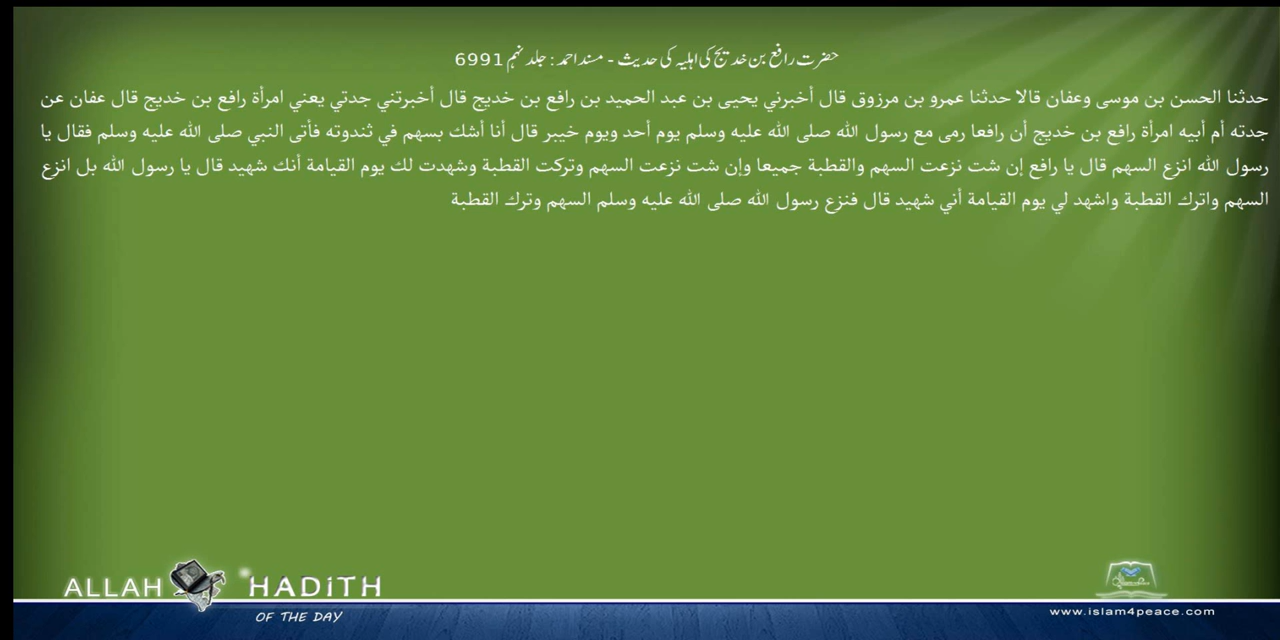 حضرت رافع بن خدیج کی اہلیہ کی حدیث - مسند احمد : جلد نہم 6991
حدثنا الحسن بن موسى وعفان قالا حدثنا عمرو بن مرزوق قال أخبرني يحيى بن عبد الحميد بن رافع بن خديج قال أخبرتني جدتي يعني امرأة رافع بن خديج قال عفان عن
جدته أم أبيه امرأة رافع بن خديج أن رافعا رمى مع رسول الله صلى الله عليه وسلم يوم أحد ويوم خيبر قال أنا أشك بسهم في ثندوته فأتى النبي صلى الله عليه وسلم فقال يا
رسول الله انزع السهم قال يا رافع إن شت نزعت السهم والقطبة جميعا وإن شت نزعت السهم وتركت القطبة وشهدت لك يوم القيامة أنك شهيد قال يا رسول الله بل انزع
السهم واترك القطبة واشهد لي يوم القيامة أني شهيد قال فنزع رسول الله صلى الله عليه وسلم السهم وترك القطبة
ALLAH HADITH
OF THE DAY
www.islam4peace.com